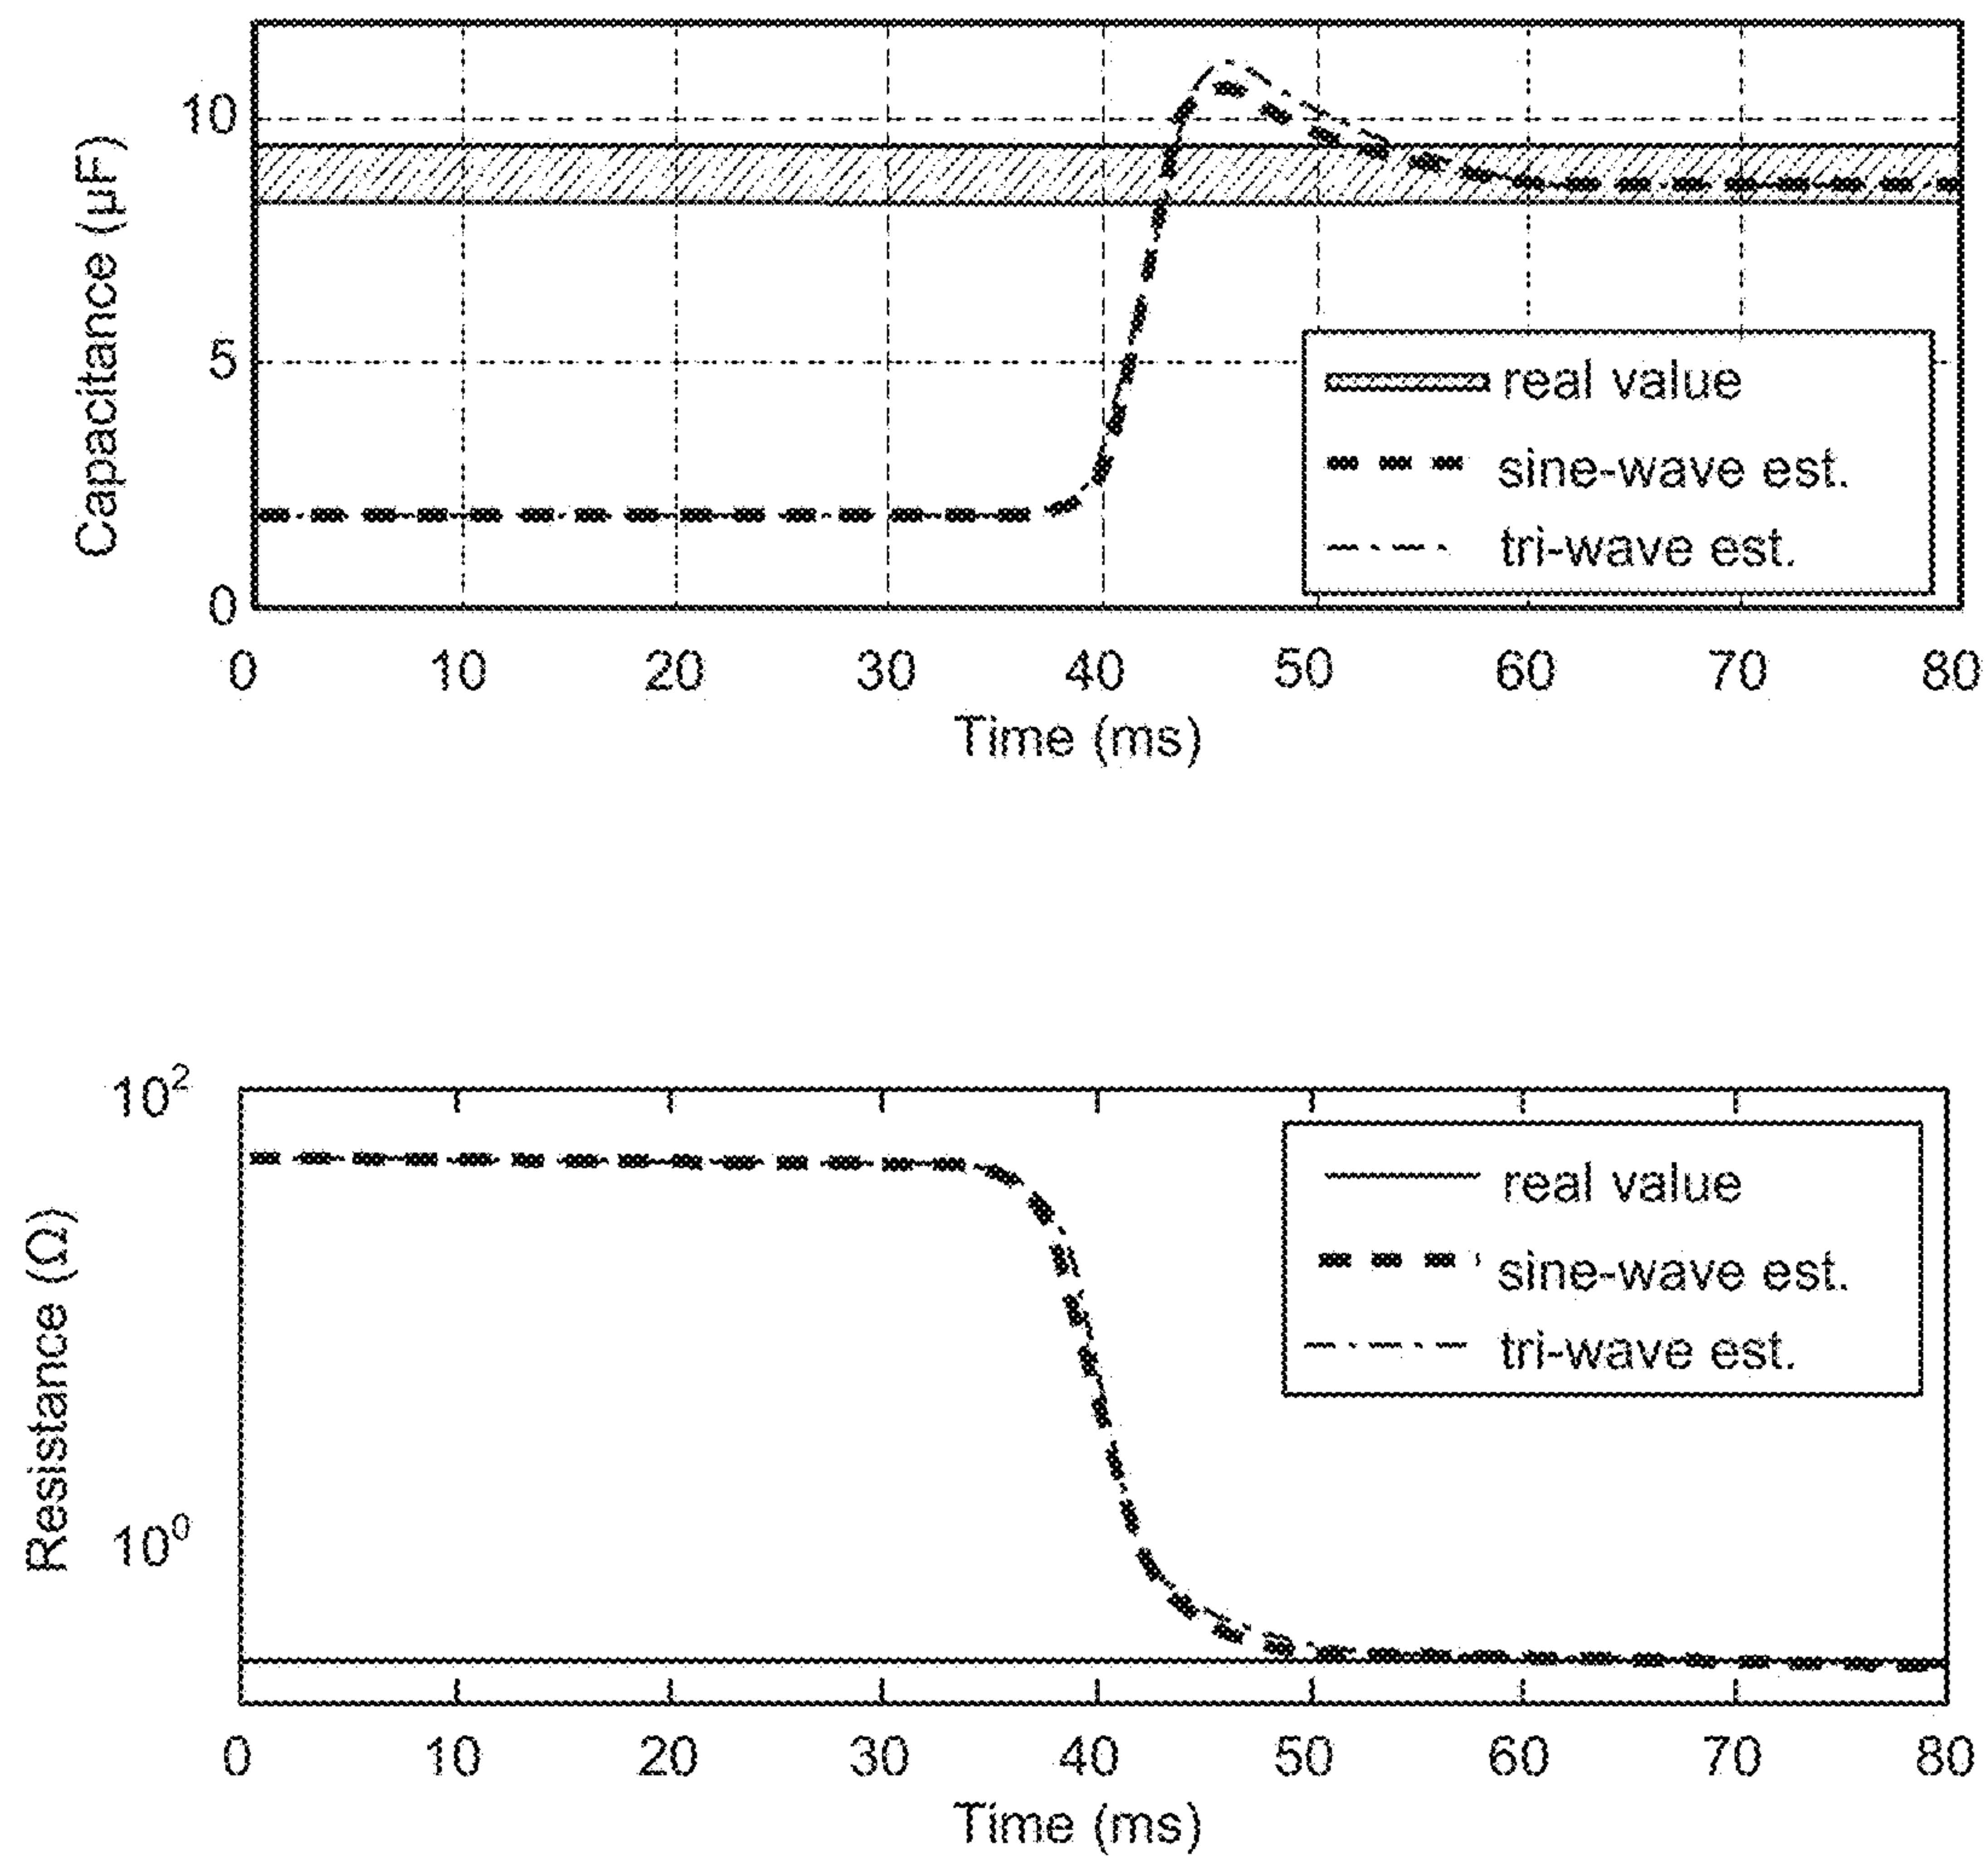 Capacitance (µF)
10
5
0
real value
sine-wave est.
tri-wave est.
0 10 20 30 40 50 60 70 80
Time (ms)
Resistance (Ω)
10²
10⁰
real value
sine-wave est.
tri-wave est.
0 10 20 30 40 50 60 70 80
Time (ms)